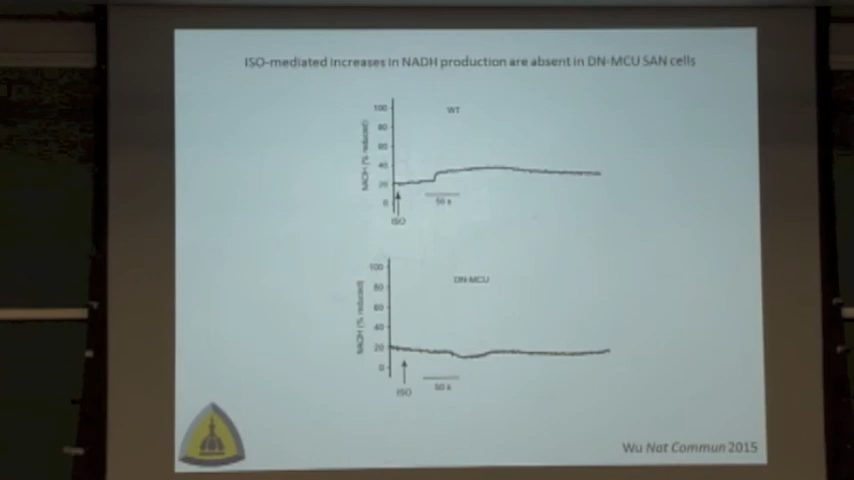 ISO-mediated increases in NADH production are absent in DN-MCU SAN cells
WT
NADH (% reduced)
100
80
60
40
20
0
50 s
ISO
DN-MCU
NADH (% reduced)
100
80
60
40
20
0
50 s
ISO
Wu Nat Commun 2015